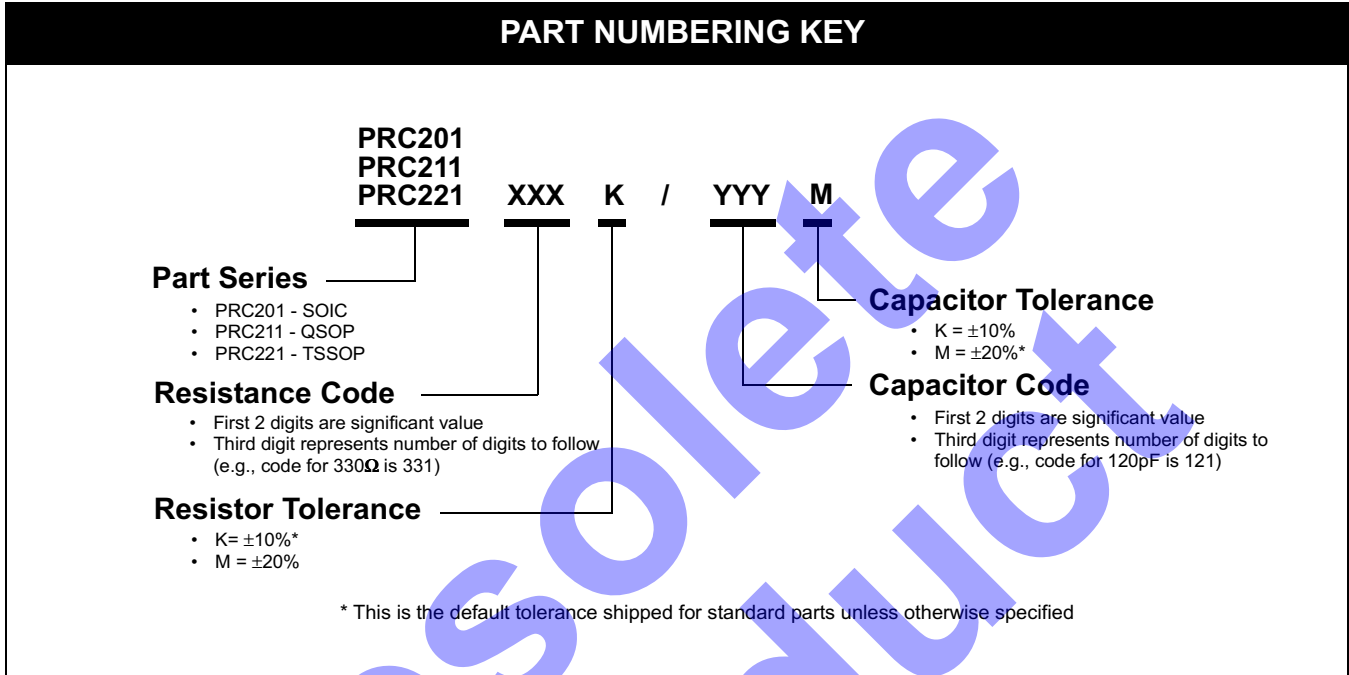 PART NUMBERING KEY
PRC201
PRC211
PRC221 XXX K / YYY M
Part Series
• PRC201 - SOIC
• PRC211 - QSOP
• PRC221 - TSSOP
Resistance Code
• First 2 digits are significant value
• Third digit represents number of digits to follow
(e.g., code for 330Ω is 331)
Resistor Tolerance
• K= ±10%*
• M = ±20%
Capacitor Tolerance
• K = ±10%
• M = ±20%*
Capacitor Code
• First 2 digits are significant value
• Third digit represents number of digits to
follow (e.g., code for 120pF is 121)
* This is the default tolerance shipped for standard parts unless otherwise specified
solete
duct